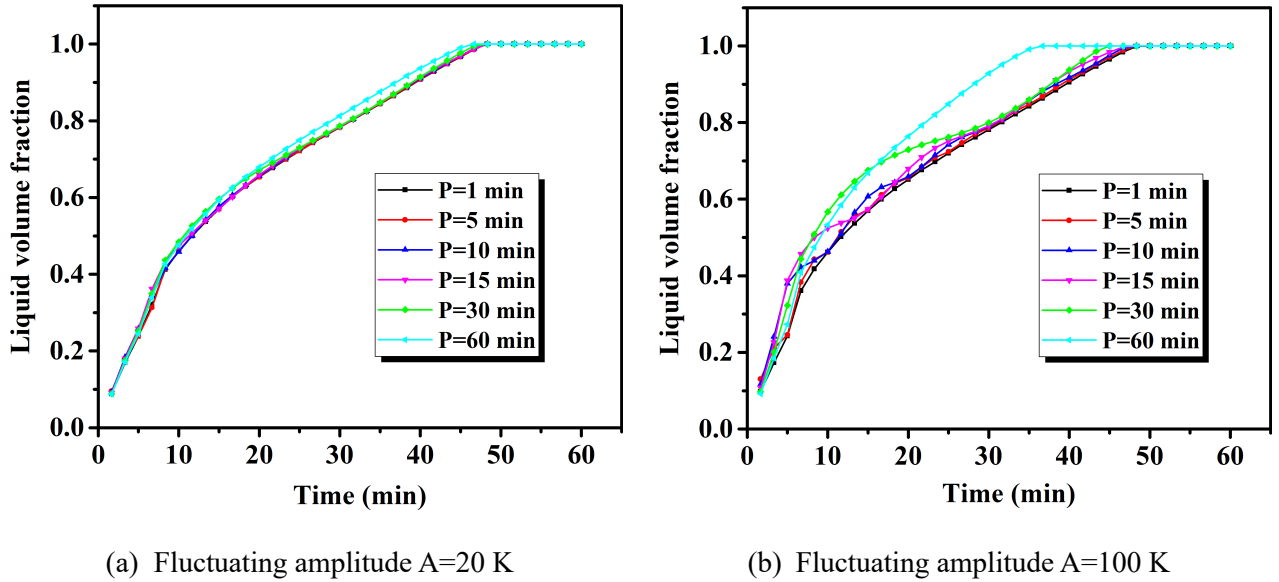 Liquid volume fraction
1.0
0.8
0.6
0.4
0.2
0.0
0 10 20 30 40 50 60
Time (min)
P=1 min
P=5 min
P=10 min
P=15 min
P=30 min
P=60 min
(a) Fluctuating amplitude A=20 K
Liquid volume fraction
1.0
0.8
0.6
0.4
0.2
0.0
0 10 20 30 40 50 60
Time (min)
P=1 min
P=5 min
P=10 min
P=15 min
P=30 min
P=60 min
(b) Fluctuating amplitude A=100 K